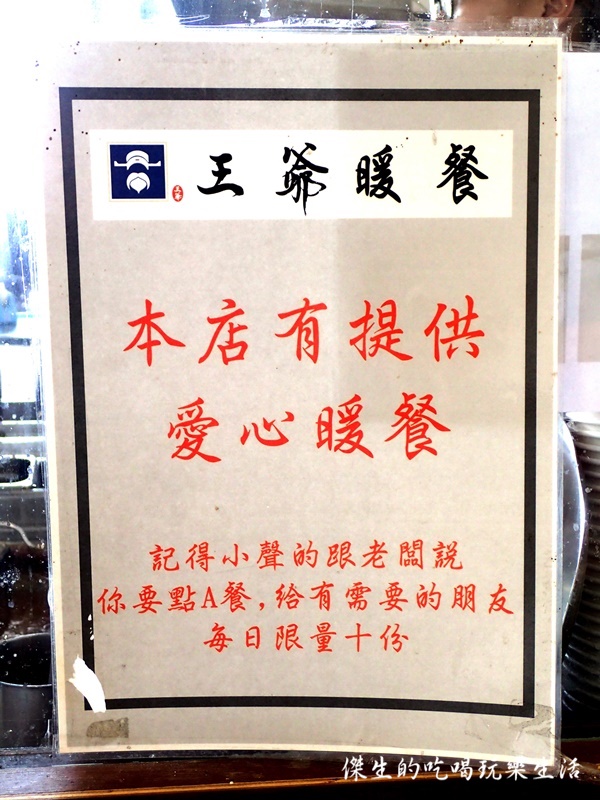 王爺暖餐
本店有提供
愛心暖餐
記得小聲的跟老闆說
你要點A餐,給有需要的朋友
每日限量十份
傑生的吃喝玩樂生活